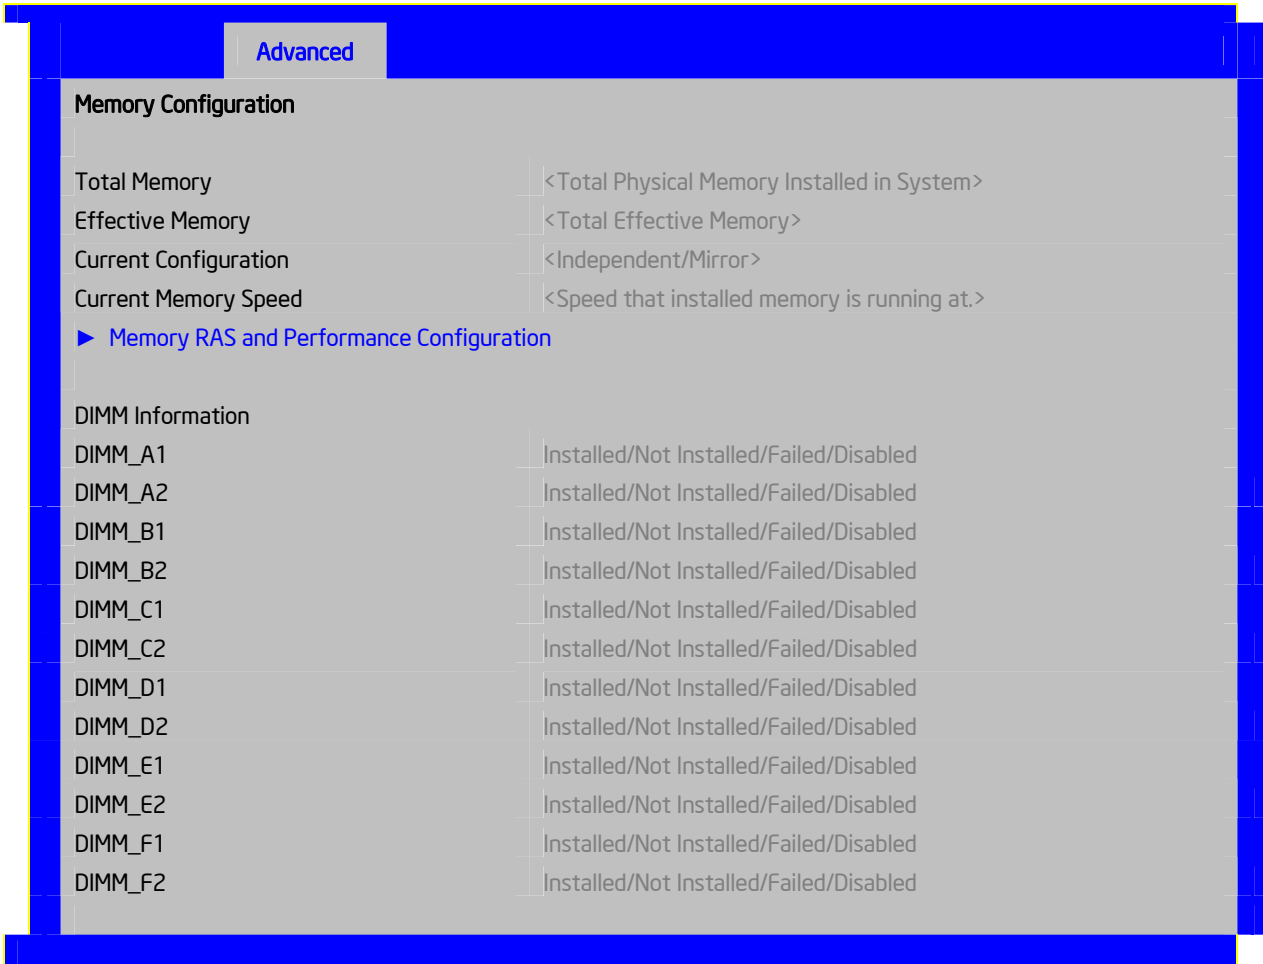 Advanced
Memory Configuration
Total Memory <Total Physical Memory Installed in System>
Effective Memory <Total Effective Memory>
Current Configuration <Independent/Mirror>
Current Memory Speed <Speed that installed memory is running at.>
► Memory RAS and Performance Configuration
DIMM Information
DIMM_A1 Installed/Not Installed/Failed/Disabled
DIMM_A2 Installed/Not Installed/Failed/Disabled
DIMM_B1 Installed/Not Installed/Failed/Disabled
DIMM_B2 Installed/Not Installed/Failed/Disabled
DIMM_C1 Installed/Not Installed/Failed/Disabled
DIMM_C2 Installed/Not Installed/Failed/Disabled
DIMM_D1 Installed/Not Installed/Failed/Disabled
DIMM_D2 Installed/Not Installed/Failed/Disabled
DIMM_E1 Installed/Not Installed/Failed/Disabled
DIMM_E2 Installed/Not Installed/Failed/Disabled
DIMM_F1 Installed/Not Installed/Failed/Disabled
DIMM_F2 Installed/Not Installed/Failed/Disabled